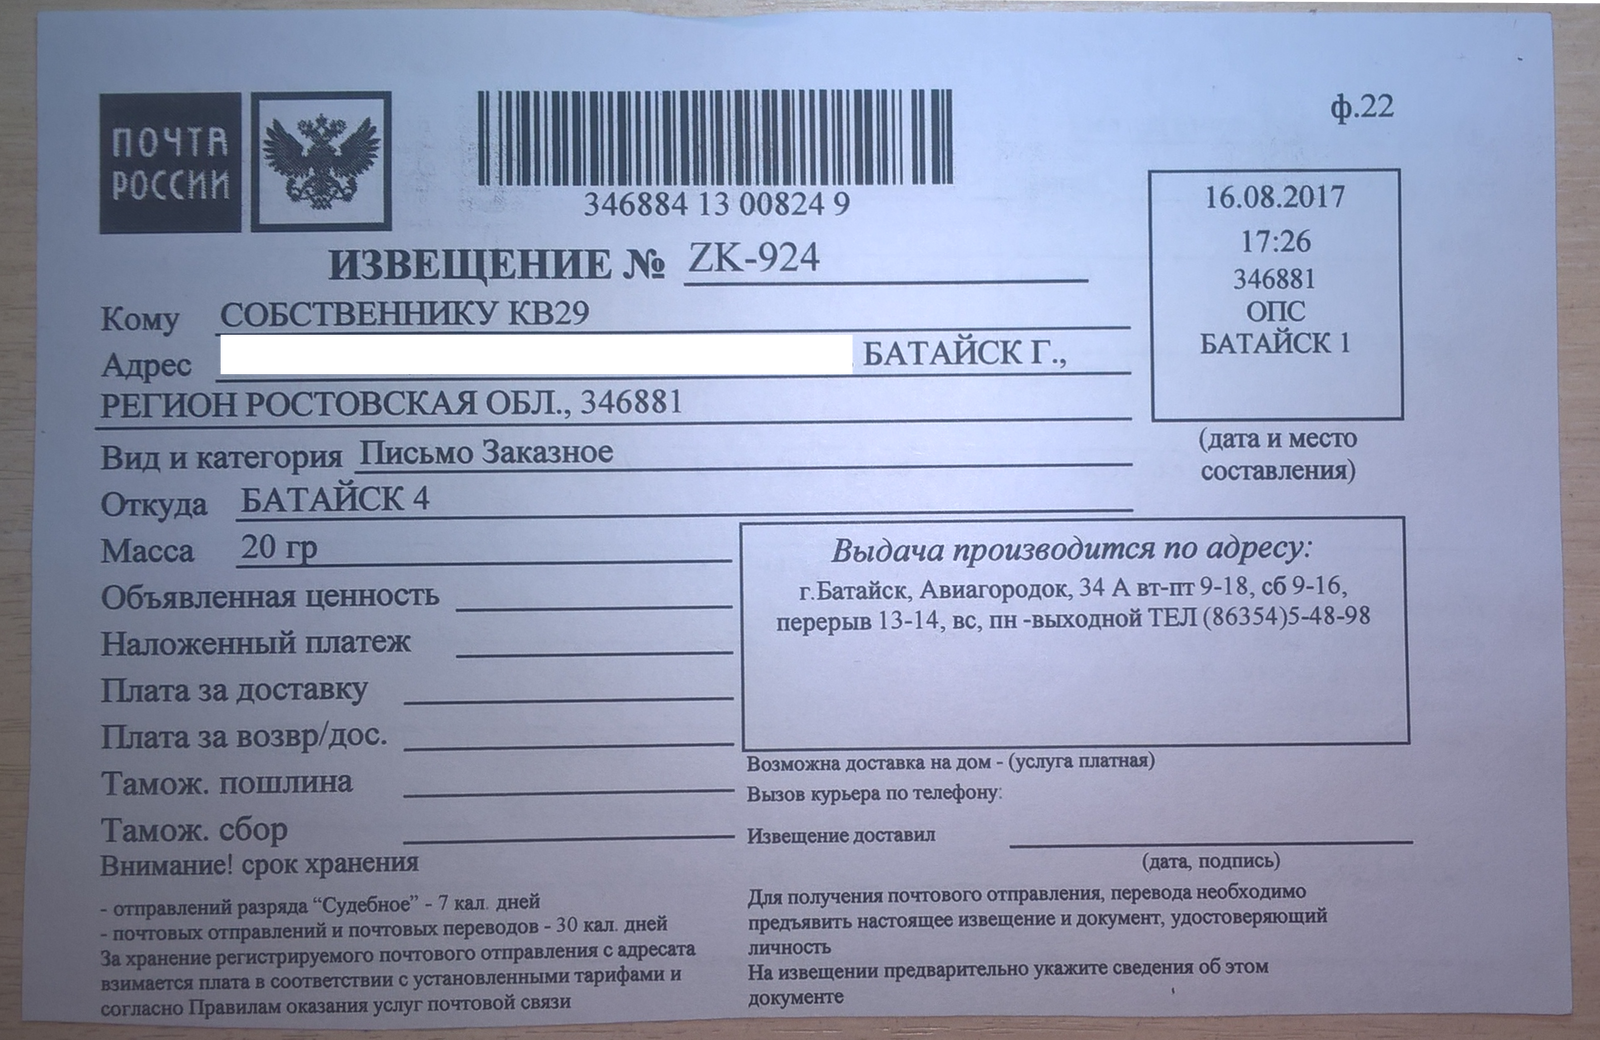 ПОЧТА
РОССИИ
346884 13 00824 9
ф.22
ИЗВЕЩЕНИЕ № ZK-924
16.08.2017
17:26
346881
ОПС
БАТАЙСК 1
(дата и место
составления)
Кому СОБСТВЕННИКУ КВ29
Адрес БАТАЙСК Г.,
РЕГИОН РОСТОВСКАЯ ОБЛ., 346881
Вид и категория Письмо Заказное
Откуда БАТАЙСК 4
Масса 20 гр
Объявленная ценность
Наложенный платеж
Плата за доставку
Плата за возвр/дос.
Тамож. пошлина
Тамож. сбор
Внимание! срок хранения
- отправлений разряда “Судебное” - 7 кал. дней
- почтовых отправлений и почтовых переводов - 30 кал. дней
За хранение регистрируемого почтового отправления с адресата
взимается плата в соответствии с установленными тарифами и
согласно Правилам оказания услуг почтовой связи
Выдача производится по адресу:
г.Батайск, Авиагородок, 34 А вт-пт 9-18, сб 9-16,
перерыв 13-14, вс, пн -выходной ТЕЛ (86354)5-48-98
Возможна доставка на дом - (услуга платная)
Вызов курьера по телефону:
Извещение доставил
(дата, подпись)
Для получения почтового отправления, перевода необходимо
предъявить настоящее извещение и документ, удостоверяющий
личность
На извещении предварительно укажите сведения об этом
документе